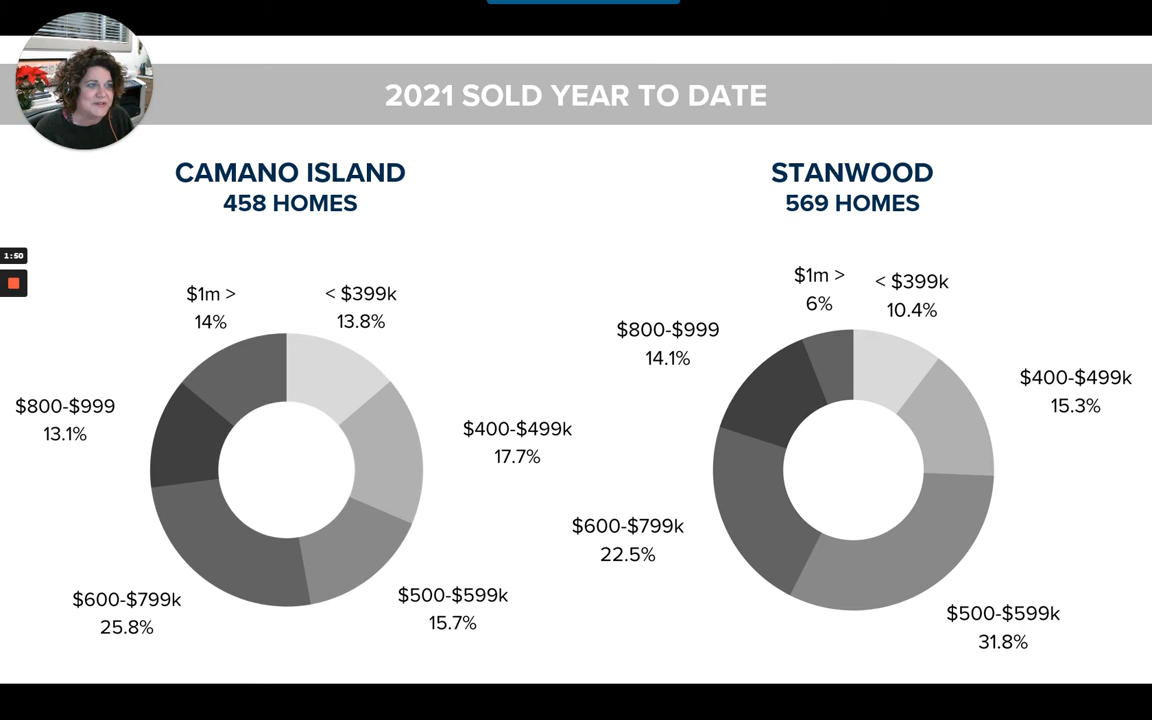 2021 SOLD YEAR TO DATE
CAMANO ISLAND
458 HOMES
STANWOOD
569 HOMES
1:50
$1m >
14%
< $399k
13.8%
$800-$999
13.1%
$400-$499k
17.7%
$600-$799k
25.8%
$500-$599k
15.7%
$1m >
6%
< $399k
10.4%
$800-$999
14.1%
$400-$499k
15.3%
$600-$799k
22.5%
$500-$599k
31.8%